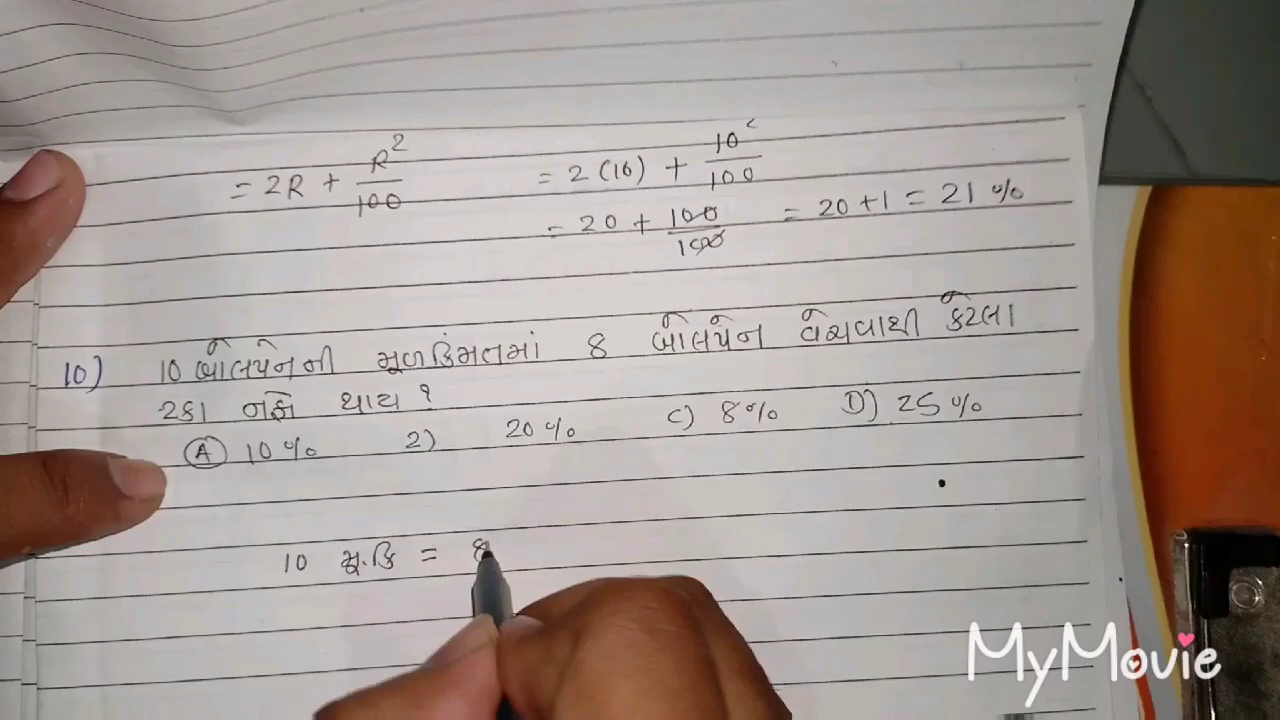 = 2R + R²/100 = 2(10) + 10²/100
= 20 + 100/100 = 20 + 1 = 21 %
10) 10 બોલપેનની મૂળકિંમતમાં 8 બોલપેન વેચવાથી કેટલા
ટકા નફો થાય ?
(A) 10 % 2) 20 % C) 8 % D) 25 %
10 મૂ.કિ = 8
MyMovie